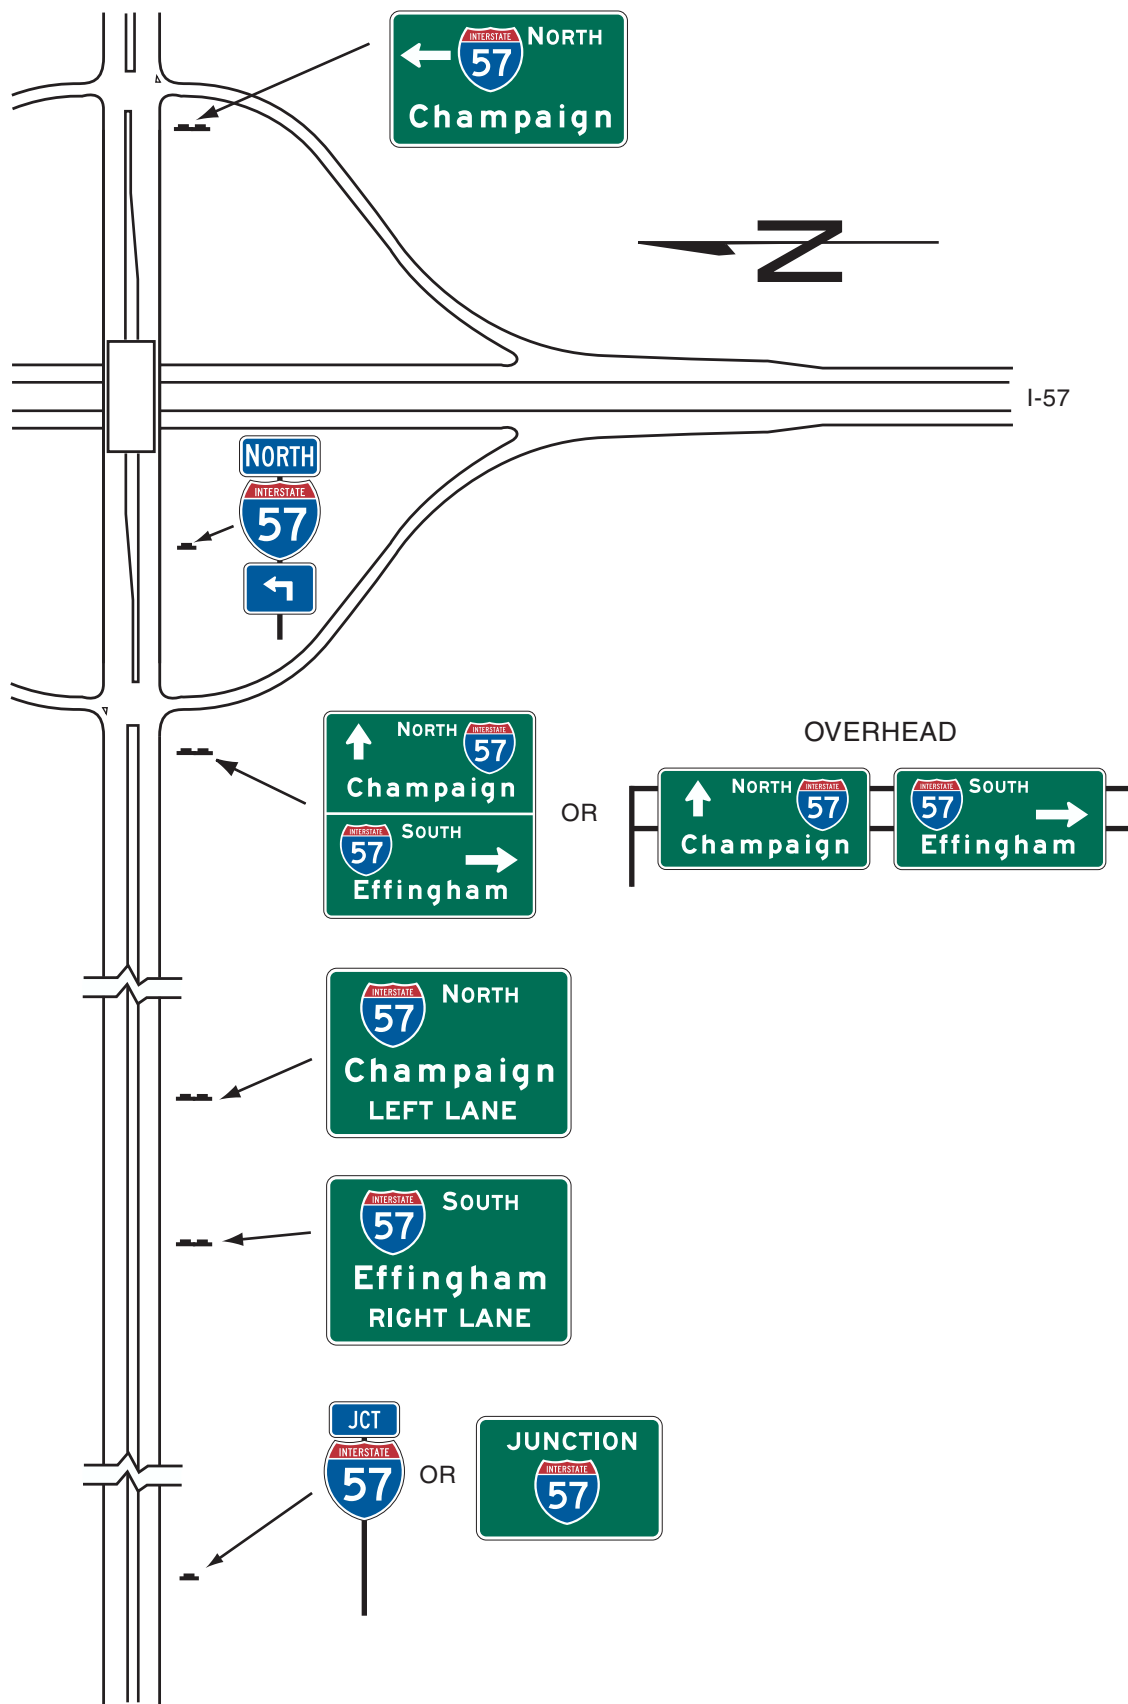 INTERSTATE
57
NORTH
Champaign
N
I-57
NORTH
INTERSTATE
57
NORTH
INTERSTATE
57
Champaign
INTERSTATE
57
SOUTH
Effingham
OR
OVERHEAD
NORTH
INTERSTATE
57
Champaign
INTERSTATE
57
SOUTH
Effingham
INTERSTATE
57
NORTH
Champaign
LEFT LANE
INTERSTATE
57
SOUTH
Effingham
RIGHT LANE
JCT
INTERSTATE
57
OR
JUNCTION
INTERSTATE
57